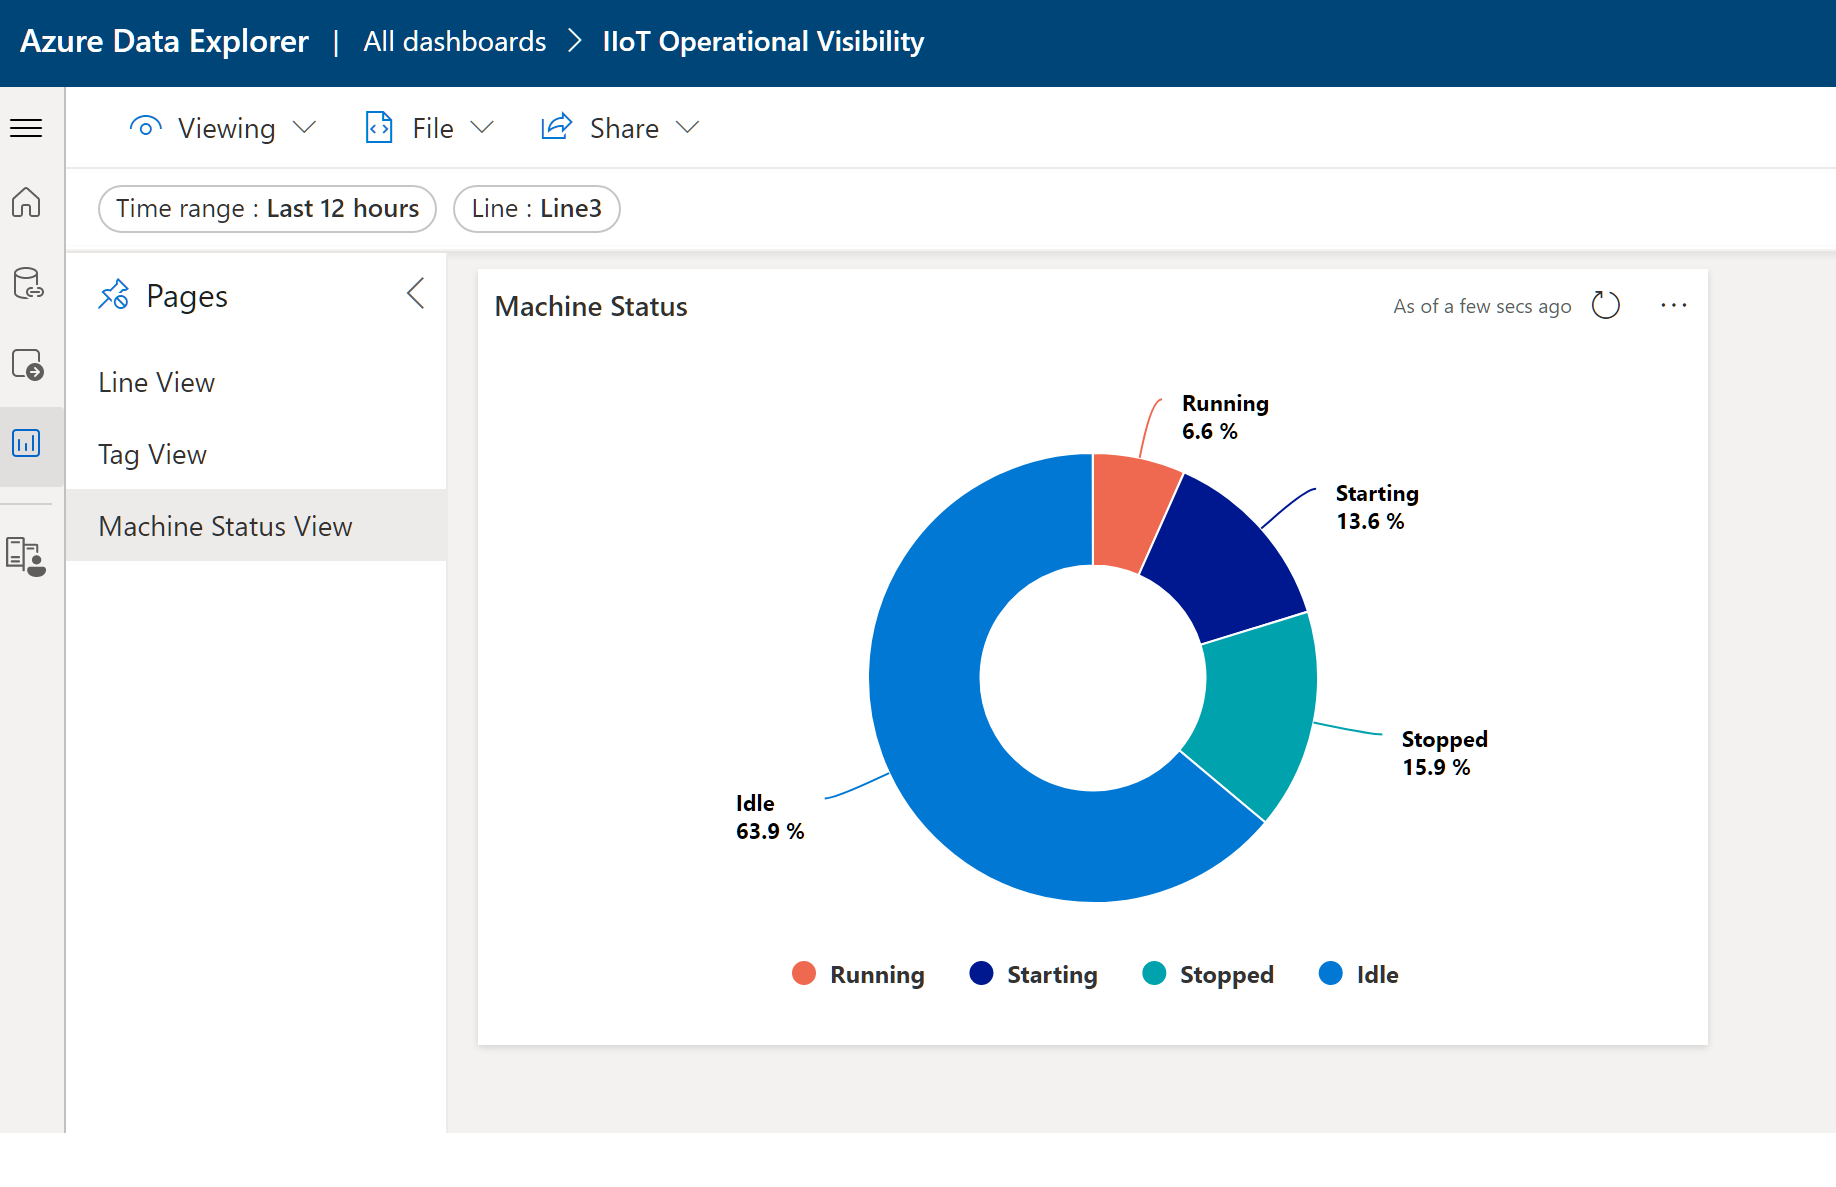 Azure Data Explorer | All dashboards > IIoT Operational Visibility
Viewing File Share
Time range : Last 12 hours Line : Line3
Pages
Line View
Tag View
Machine Status View
Machine Status
As of a few secs ago
Running
6.6 %
Starting
13.6 %
Stopped
15.9 %
Idle
63.9 %
Running Starting Stopped Idle